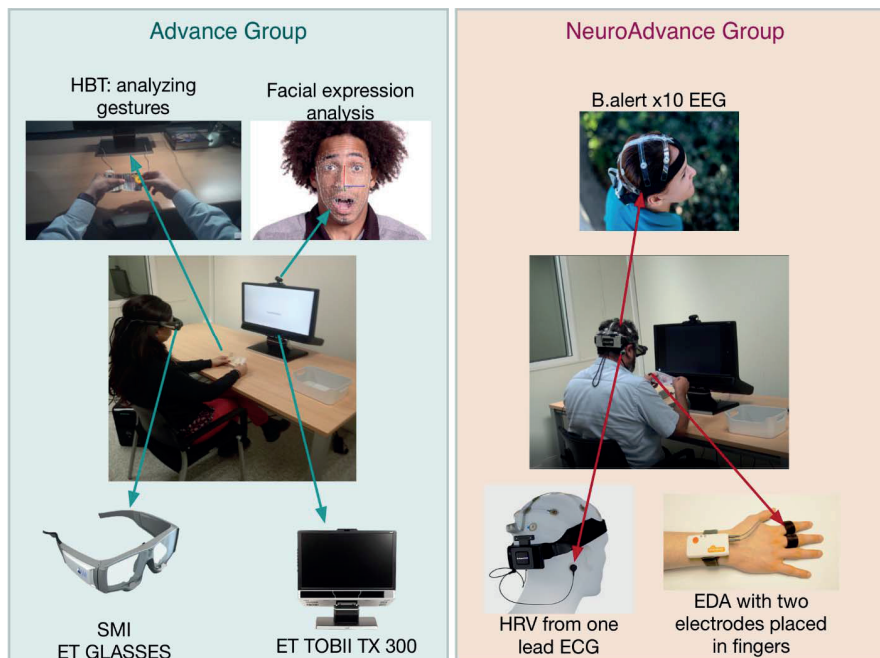 Advance Group
HBT: analyzing
gestures
Facial expression
analysis
SMI
ET GLASSES
ET TOBII TX 300
NeuroAdvance Group
B.alert x10 EEG
HRV from one
lead ECG
EDA with two
electrodes placed
in fingers